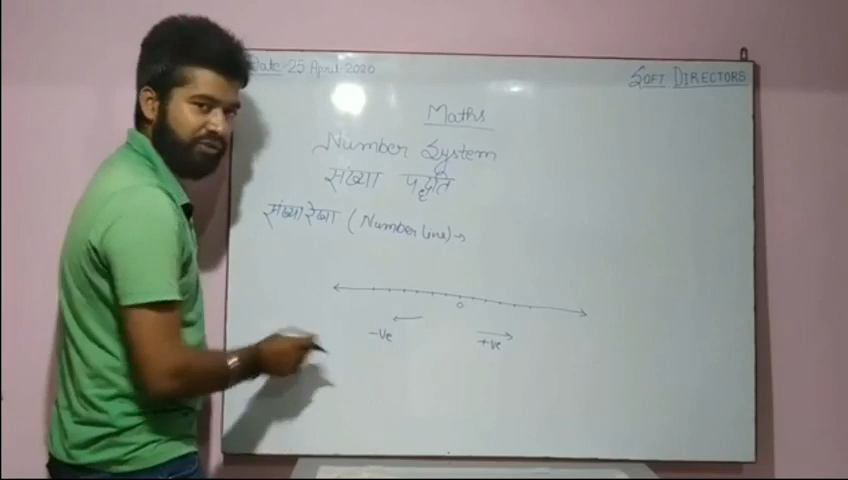 Date 25 April 2020
SOFT DIRECTORS
Maths
Number System
संख्या पद्धति
संख्या रेखा (Number line) →
0
-ve
+ve